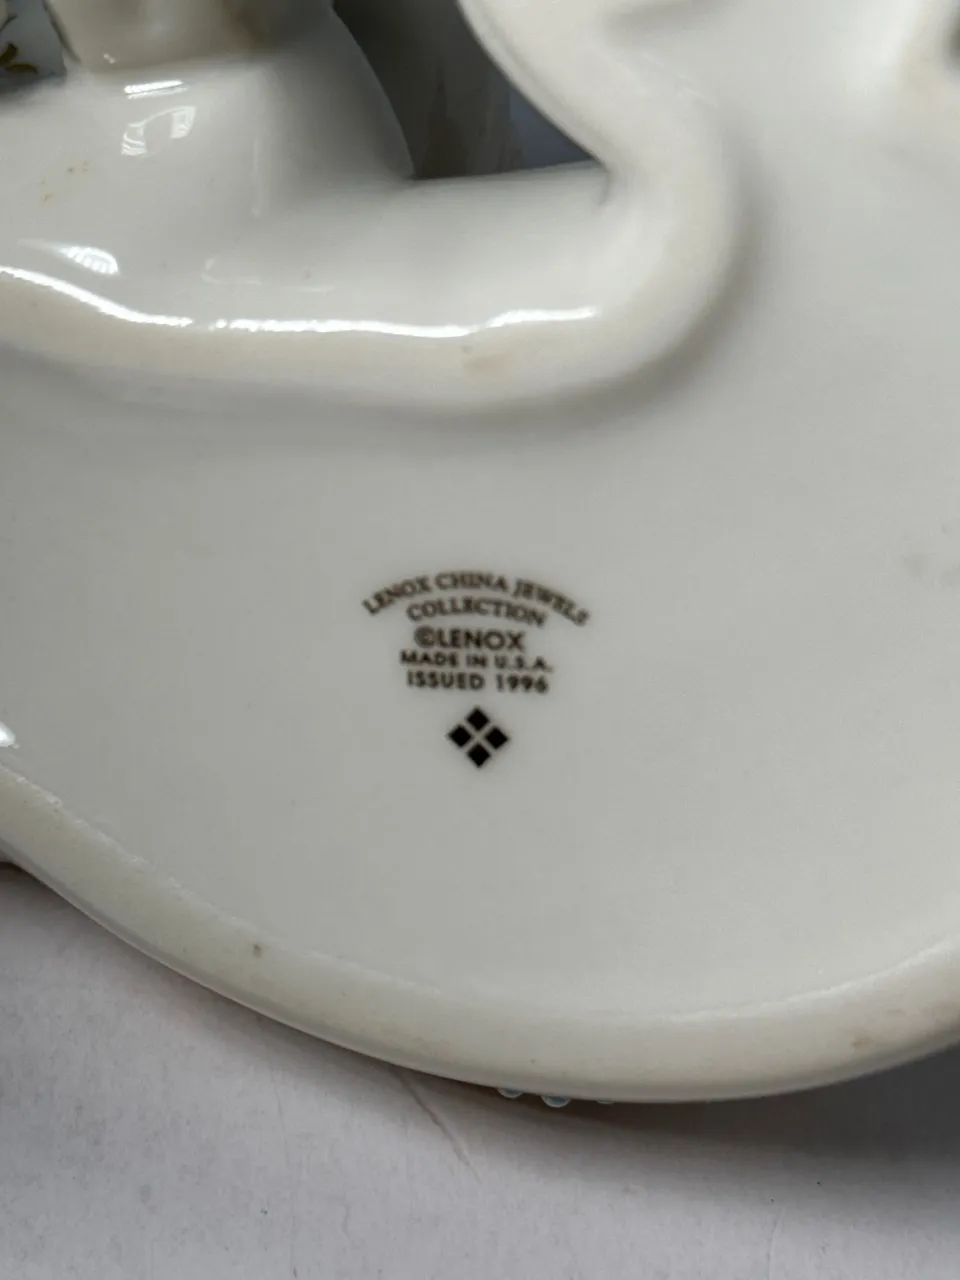 LENOX CHINA JEWELS
COLLECTION
©LENOX
MADE IN U.S.A.
ISSUED 1996